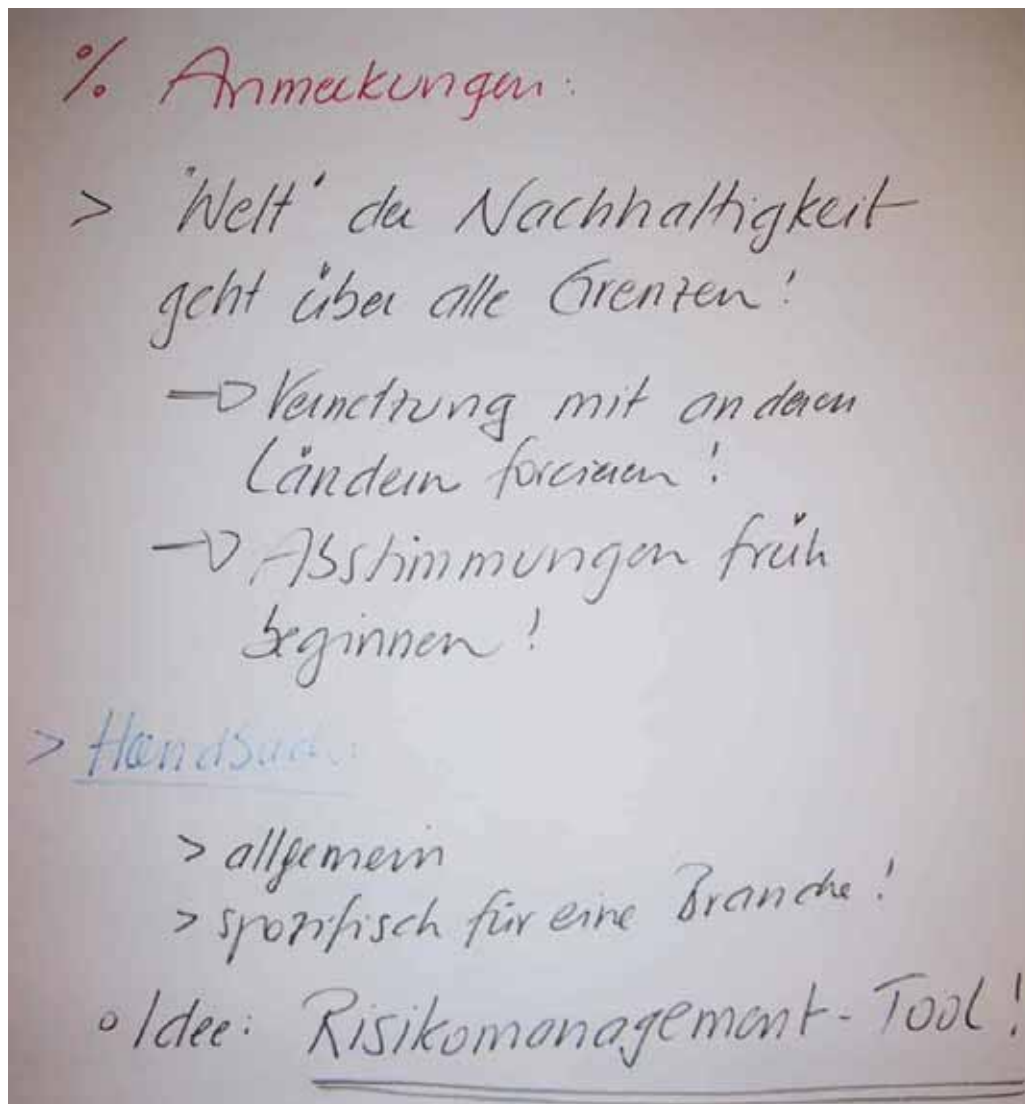 % Anmerkungen:
> "Welt" der Nachhaltigkeit
geht über alle Grenzen!
→ Vernetzung mit anderen
Ländern forcieren!
→ Abstimmungen früh
beginnen!
> Handbuch:
> allgemein
> spezifisch für eine Branche!
o Idee: Risikomanagement-Tool!